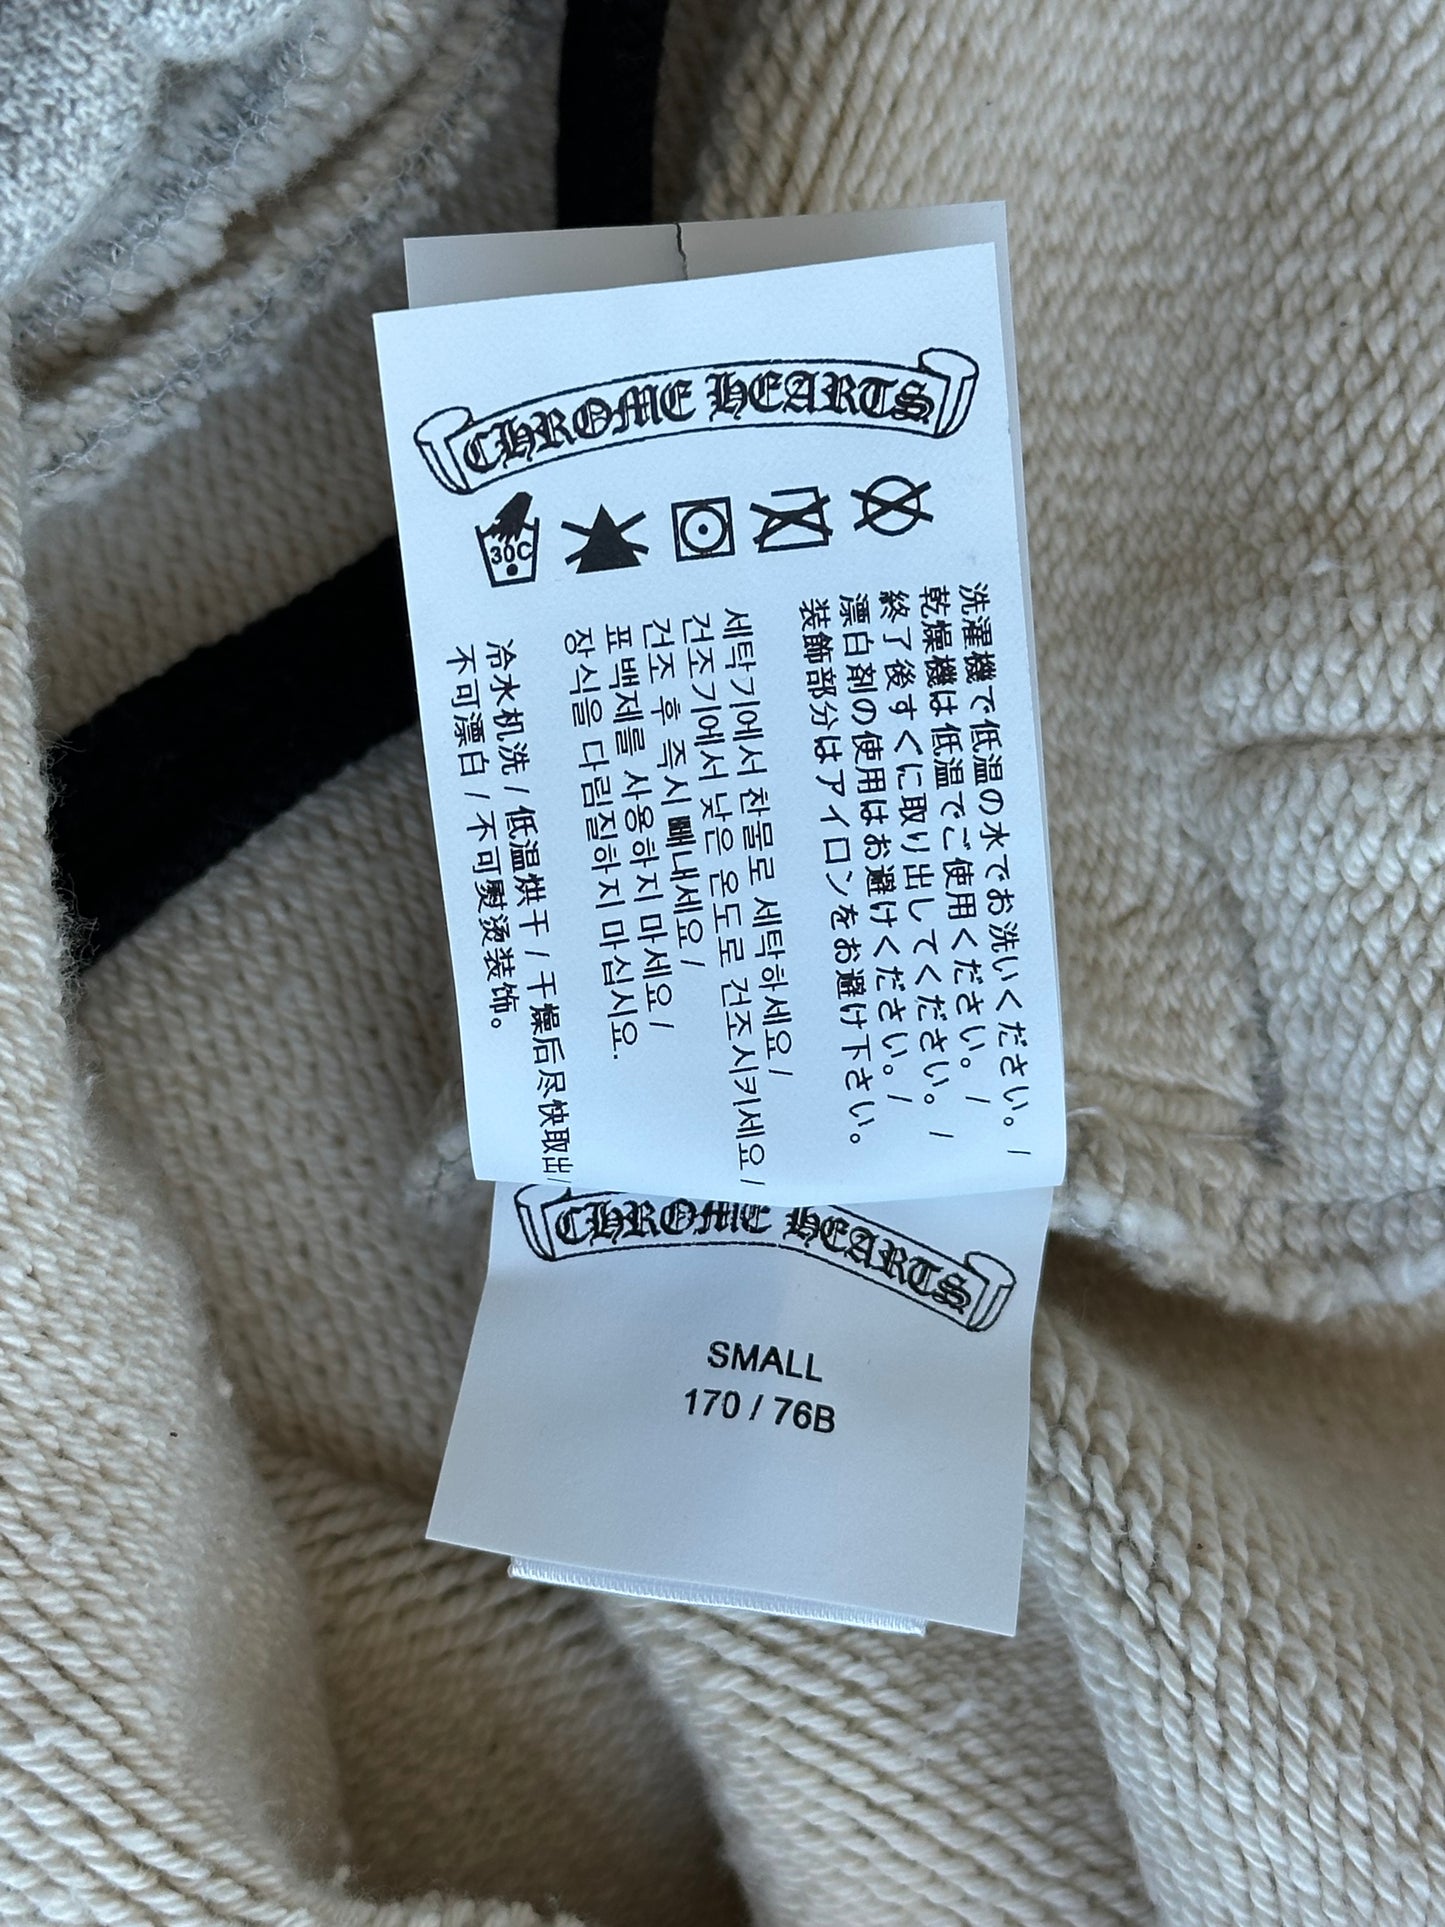 CHROME HEARTS
30C
洗濯機で低温の水でお洗いください。/
乾燥機は低温でご使用ください。/
終了後すぐに取り出してください。/
漂白剤の使用はお避けください。/
装飾部分はアイロンをお避け下さい。
세탁기에서 찬물로 세탁하세요 /
건조기에서 낮은 온도로 건조시키세요 /
건조 후 즉시 빼내세요 /
표백제를 사용하지 마세요 /
장식을 다림질하지 마십시오.
冷水机洗 / 低温烘干 / 干燥后尽快取出/
不可漂白 / 不可熨烫装饰。
CHROME HEARTS
SMALL
170 / 76B